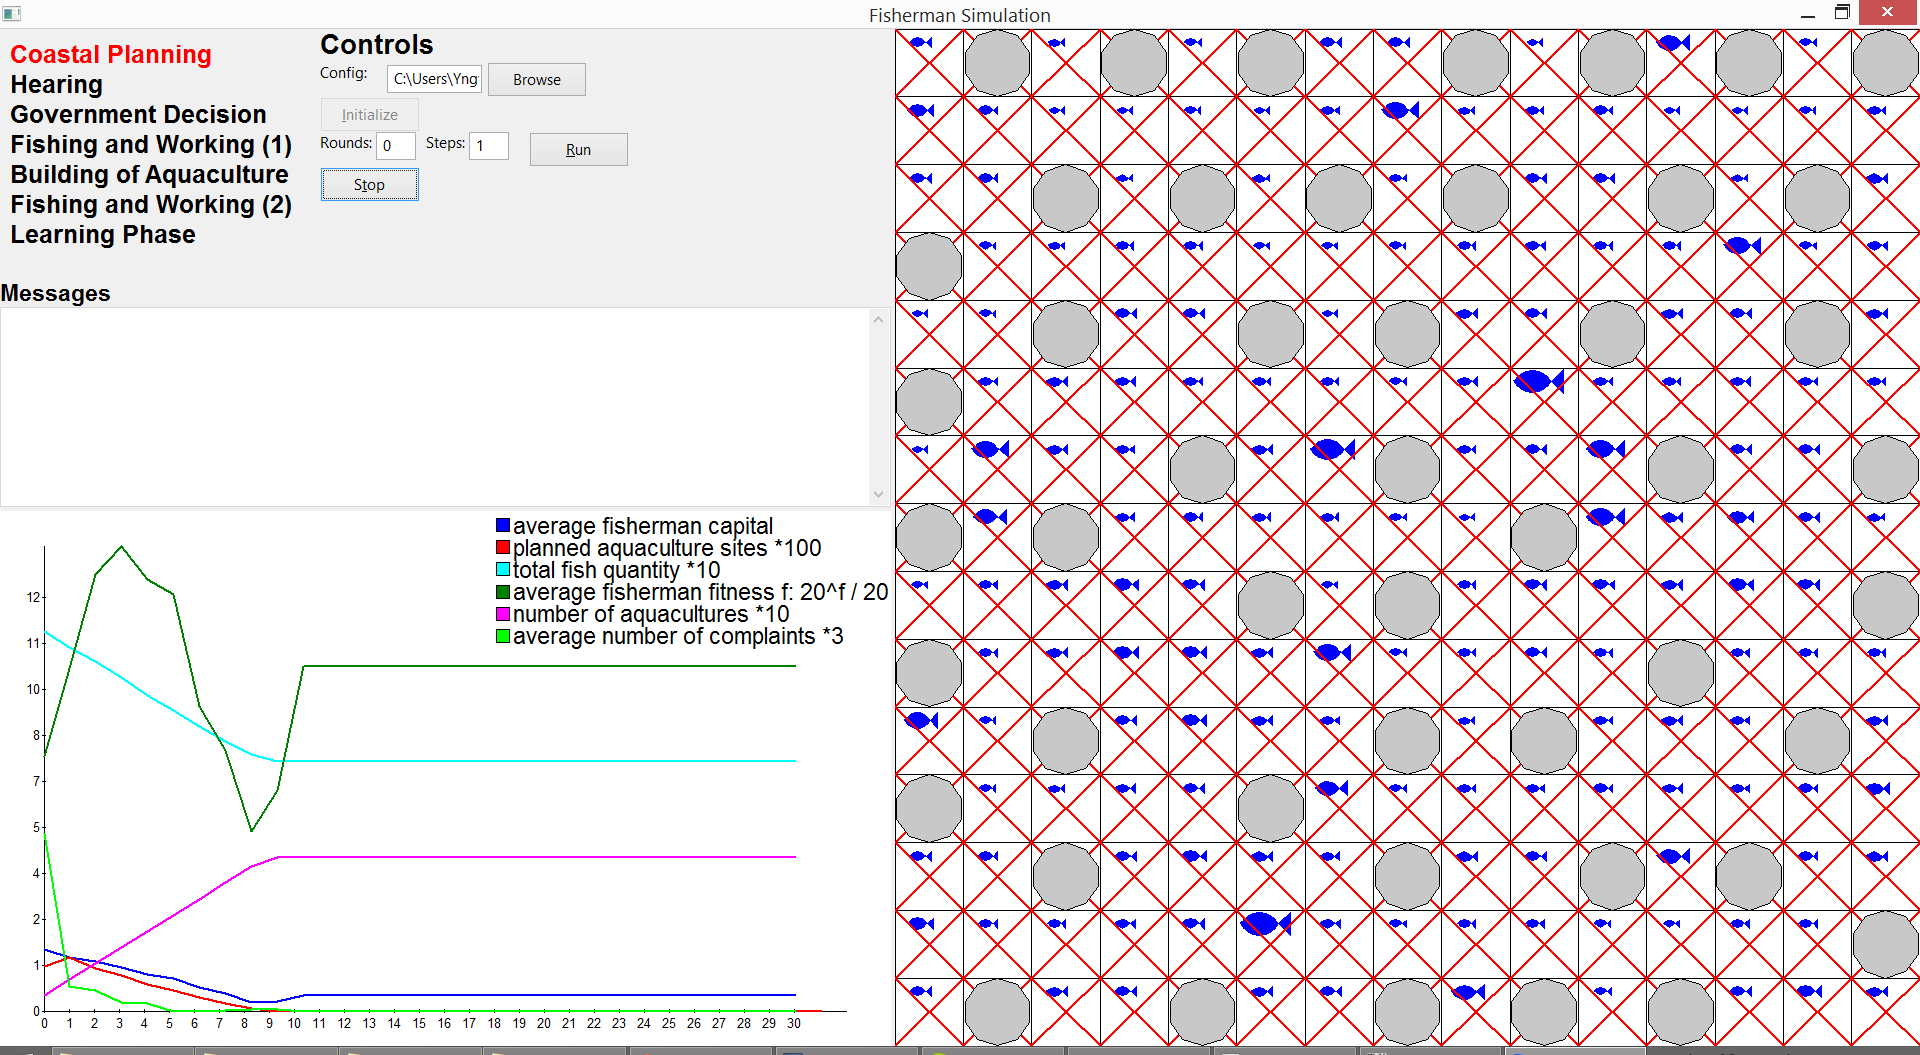 Fisherman Simulation
Coastal Planning
Hearing
Government Decision
Fishing and Working (1)
Building of Aquaculture
Fishing and Working (2)
Learning Phase
Controls
Config:
C:\Users\Yng
Browse
Initialize
Rounds:
0
Steps:
1
Run
Stop
Messages
average fisherman capital
planned aquaculture sites *100
total fish quantity *10
average fisherman fitness f: 20^f / 20
number of aquacultures *10
average number of complaints *3
12
11
10
8
7
5
4
2
1
0
0 1 2 3 4 5 6 7 8 9 10 11 12 13 14 15 16 17 18 19 20 21 22 23 24 25 26 27 28 29 30